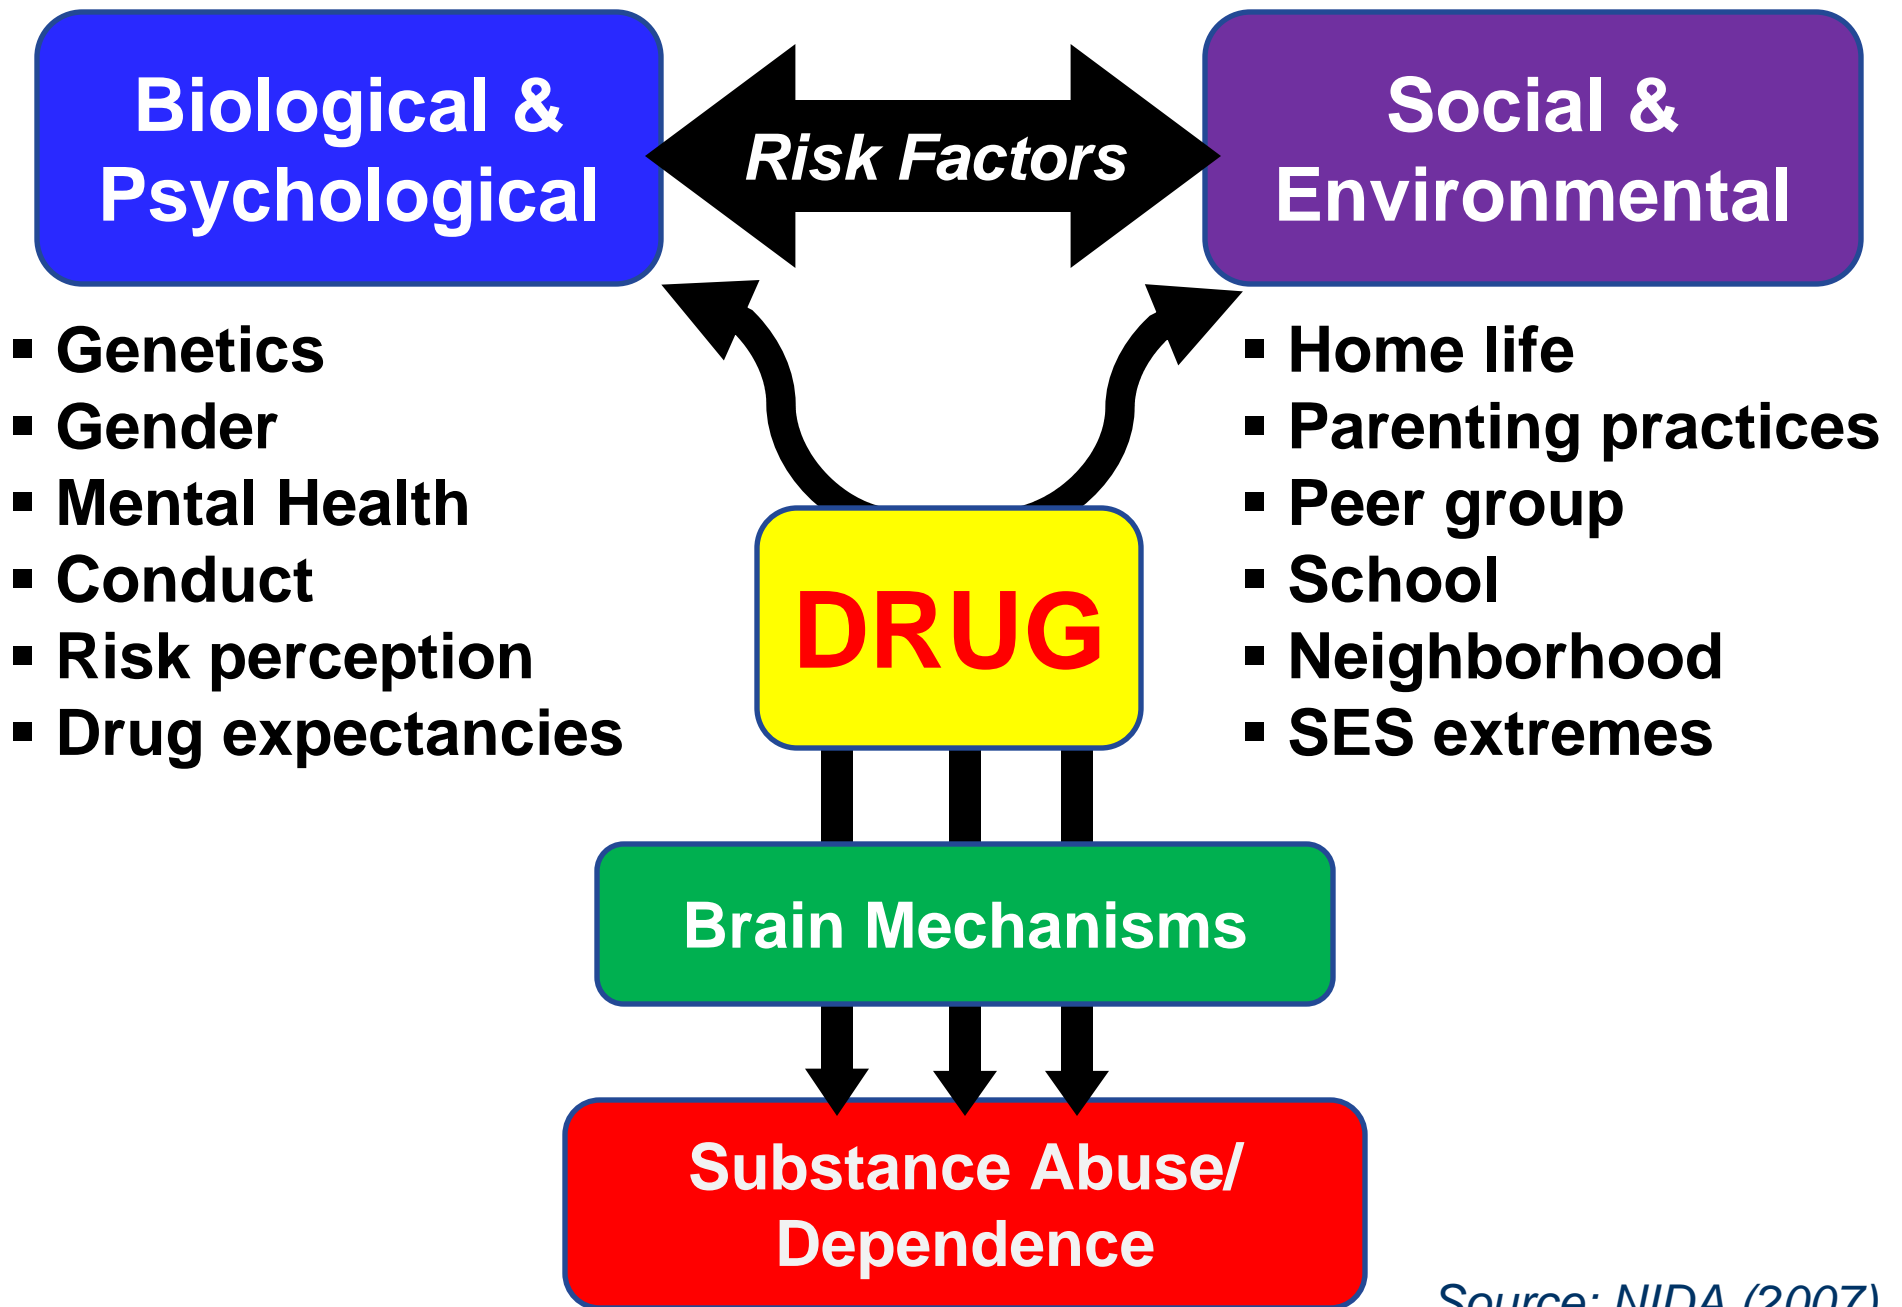 Biological &
Psychological
Risk Factors
Social &
Environmental
▪ Genetics
▪ Gender
▪ Mental Health
▪ Conduct
▪ Risk perception
▪ Drug expectancies
▪ Home life
▪ Parenting practices
▪ Peer group
▪ School
▪ Neighborhood
▪ SES extremes
DRUG
Brain Mechanisms
Substance Abuse/
Dependence
Source: NIDA (2007)